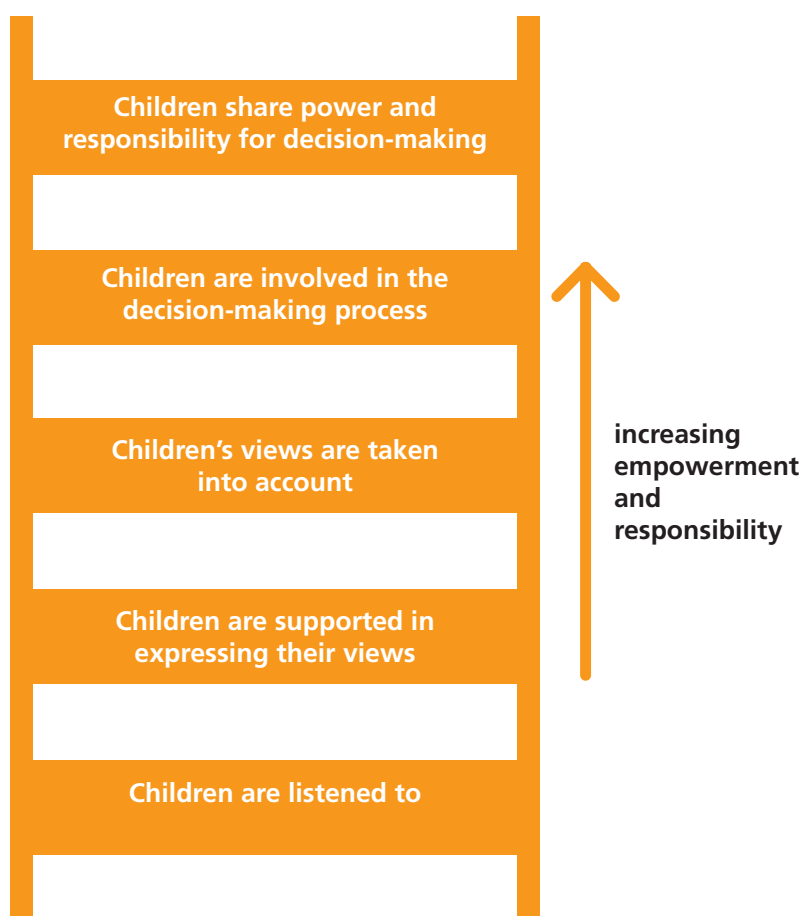 Children share power and
responsibility for decision-making
Children are involved in the
decision-making process
Children's views are taken
into account
Children are supported in
expressing their views
Children are listened to
increasing
empowerment
and
responsibility